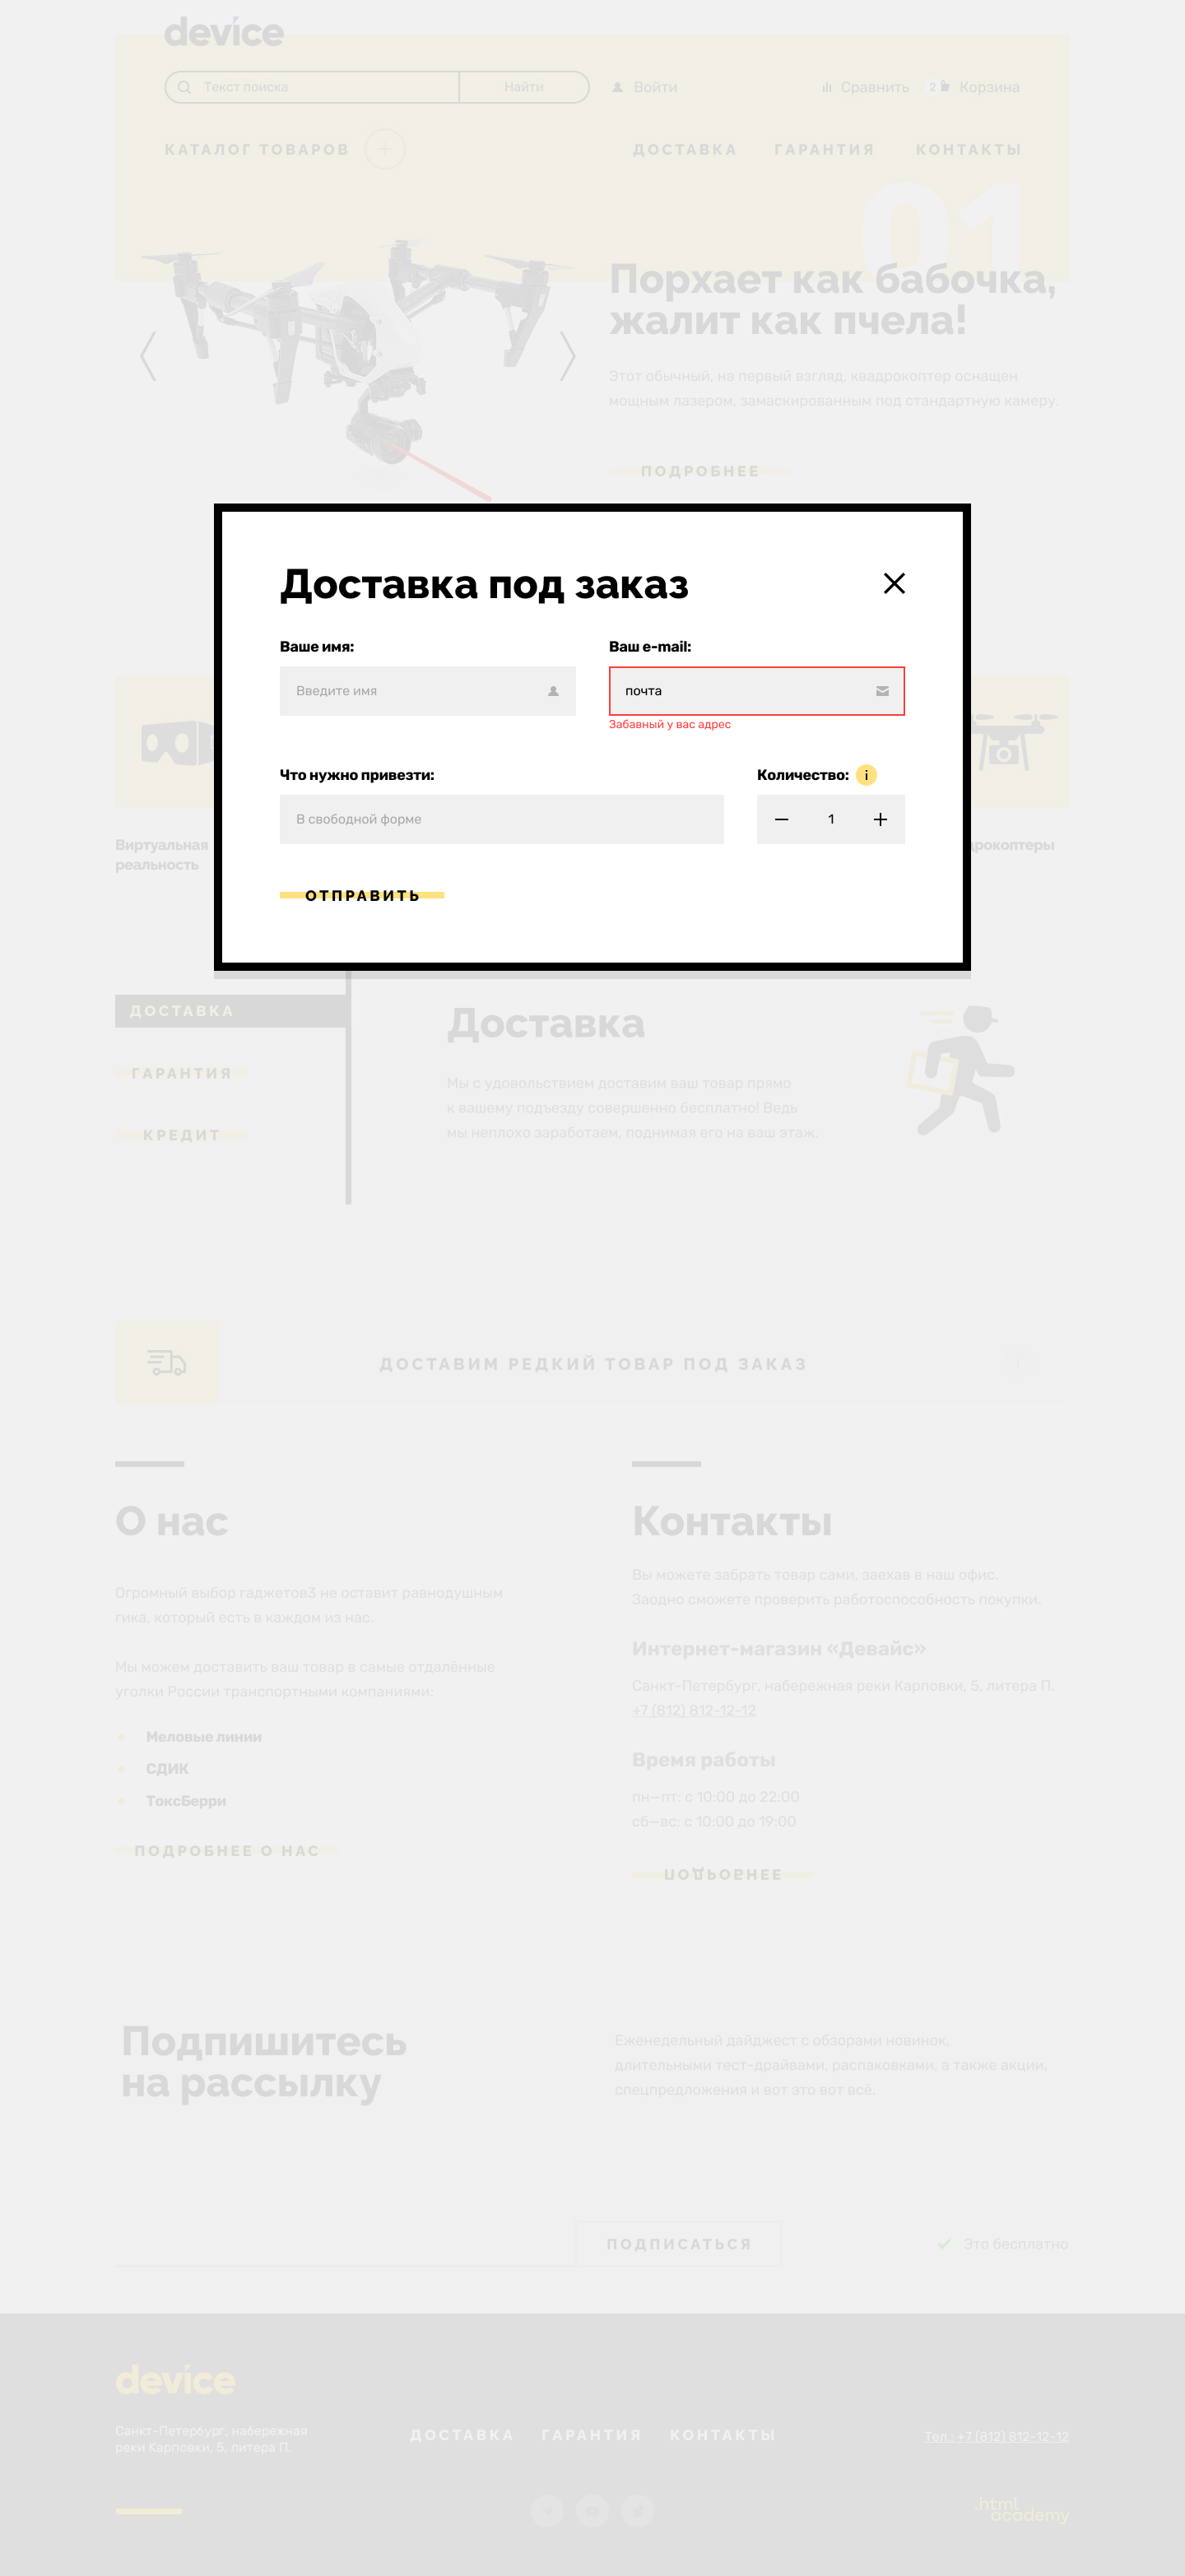 device
Текст поиска
Найти
Войти
Сравнить
2
Корзина
КАТАЛОГ ТОВАРОВ
ДОСТАВКА
ГАРАНТИЯ
КОНТАКТЫ
01
Порхает как бабочка,
жалит как пчела!
Этот обычный, на первый взгляд, квадрокоптер оснащен
мощным лазером, замаскированным под стандартную камеру.
ПОДРОБНЕЕ
Доставка под заказ
Ваше имя:
Ваш e-mail:
Введите имя
почта
Забавный у вас адрес
Что нужно привезти:
Количество:
i
В свободной форме
1
ОТПРАВИТЬ
Виртуальная
реальность
дрокоптеры
ДОСТАВКА
ГАРАНТИЯ
КРЕДИТ
Доставка
Мы с удовольствием доставим ваш товар прямо
к вашему подъезду совершенно бесплатно! Ведь
мы неплохо заработаем, поднимая его на ваш этаж.
ДОСТАВИМ РЕДКИЙ ТОВАР ПОД ЗАКАЗ
i
О нас
Огромный выбор гаджетов3 не оставит равнодушным
гика, который есть в каждом из нас.
Мы можем доставить ваш товар в самые отдалённые
уголки России транспортными компаниями:
Меловые линии
СДИК
ТоксБерри
ПОДРОБНЕЕ О НАС
Контакты
Вы можете забрать товар сами, заехав в наш офис.
Заодно сможете проверить работоспособность покупки.
Интернет-магазин «Девайс»
Санкт-Петербург, набережная реки Карповки, 5, литера П.
+7 (812) 812-12-12
Время работы
пн—пт: с 10:00 до 22:00
сб—вс: с 10:00 до 19:00
Подпишитесь
на рассылку
Еженедельный дайджест с обзорами новинок,
длительными тест-драйвами, распаковками, а также акции,
спецпредложения и вот это вот всё.
ПОДПИСАТЬСЯ
Это бесплатно
device
Санкт-Петербург, набережная
реки Карповки, 5, литера П.
ДОСТАВКА
ГАРАНТИЯ
КОНТАКТЫ
Тел.: +7 (812) 812-12-12
.html
academy